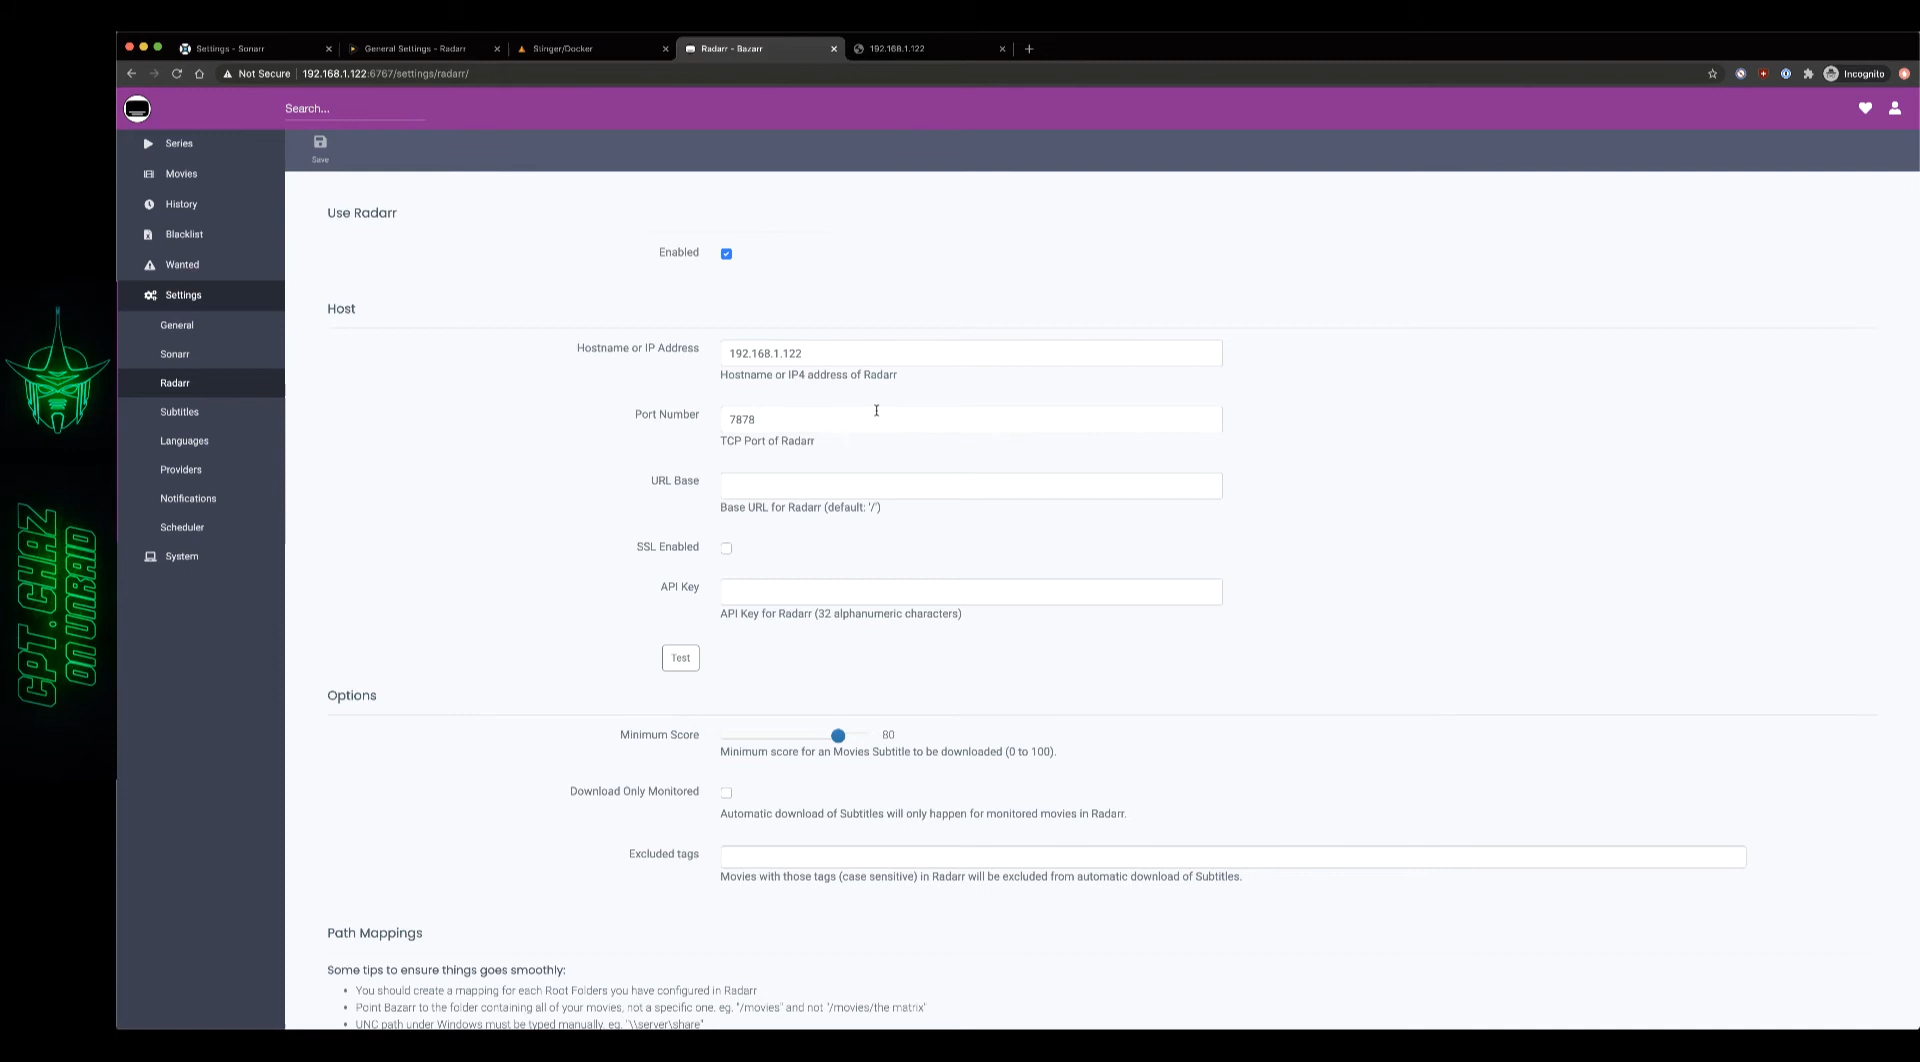 Settings - Sonarr
General Settings - Radarr
Stinger/Docker
Radarr - Bazarr
192.168.1.122
Not Secure
192.168.1.122:6767/settings/radarr/
Incognito
Search...
Series
Movies
History
Blacklist
Wanted
Settings
General
Sonarr
Radarr
Subtitles
Languages
Providers
Notifications
Scheduler
System
Save
Use Radarr
Enabled
Host
Hostname or IP Address
192.168.1.122
Hostname or IP4 address of Radarr
Port Number
7878
TCP Port of Radarr
URL Base
Base URL for Radarr (default: '/')
SSL Enabled
API Key
API Key for Radarr (32 alphanumeric characters)
Test
Options
Minimum Score
80
Minimum score for an Movies Subtitle to be downloaded (0 to 100).
Download Only Monitored
Automatic download of Subtitles will only happen for monitored movies in Radarr.
Excluded tags
Movies with those tags (case sensitive) in Radarr will be excluded from automatic download of Subtitles.
Path Mappings
Some tips to ensure things goes smoothly:
• You should create a mapping for each Root Folders you have configured in Radarr
• Point Bazarr to the folder containing all of your movies, not a specific one. eg. "/movies" and not "/movies/the matrix"
• UNC path under Windows must be typed manually. eg. "\\server\share"
CPT. CHAZ
ON UNRAID